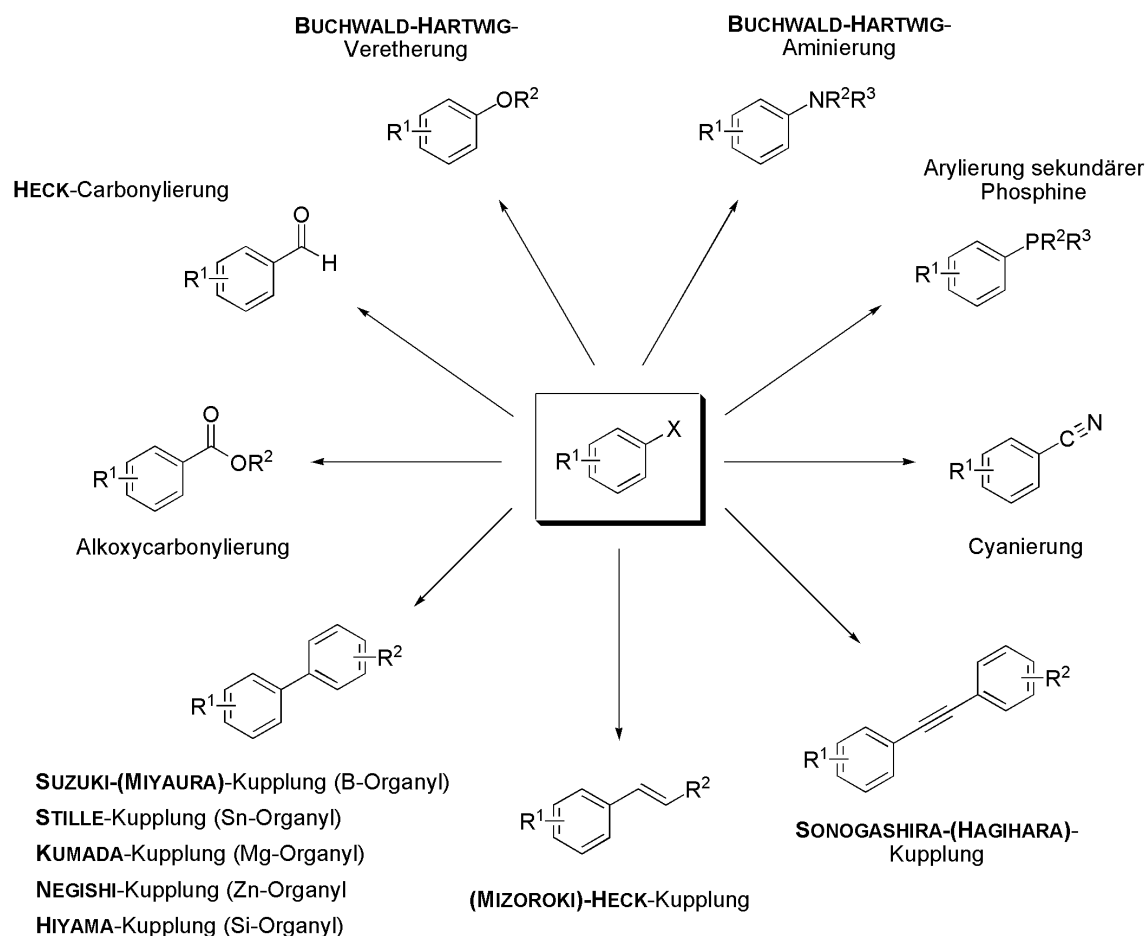 BUCHWALD-HARTWIG-
Veretherung
OR²
R¹
BUCHWALD-HARTWIG-
Aminierung
NR²R³
R¹
HECK-Carbonylierung
O
H
R¹
Arylierung sekundärer
Phosphine
PR²R³
R¹
X
R¹
O
OR²
R¹
Alkoxycarbonylierung
C≡N
R¹
Cyanierung
R²
R¹
SUZUKI-(MIYAURA)-Kupplung (B-Organyl)
STILLE-Kupplung (Sn-Organyl)
KUMADA-Kupplung (Mg-Organyl)
NEGISHI-Kupplung (Zn-Organyl
HIYAMA-Kupplung (Si-Organyl)
R²
R¹
(MIZOROKI)-HECK-Kupplung
R²
R¹
SONOGASHIRA-(HAGIHARA)-
Kupplung